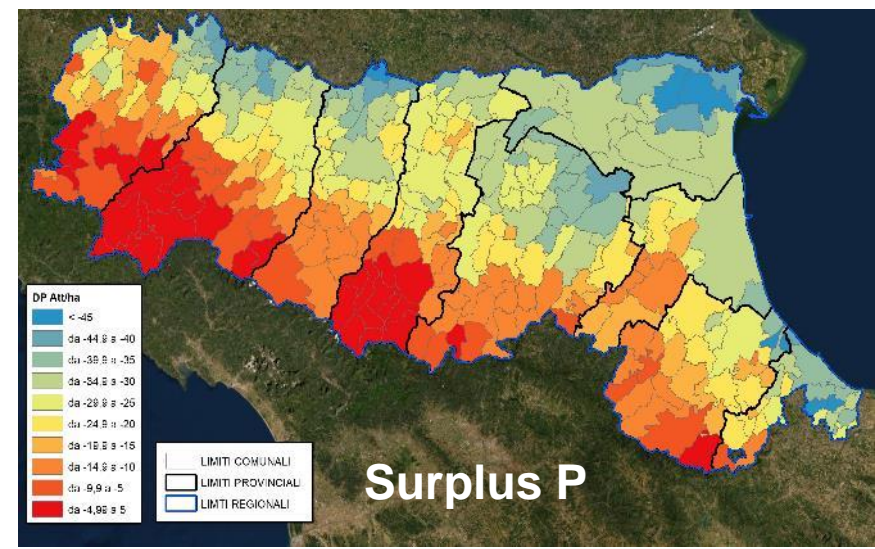 DP Att/ha
< -45
da -44,9 a -40
da -39,9 a -35
da -34,9 a -30
da -29,9 a -25
da -24,9 a -20
da -19,9 a -15
da -14,9 a -10
da -9,9 a -5
da -4,99 a 5
LIMITI COMUNALI
LIMITI PROVINCIALI
LIMTI REGIONALI
Surplus P